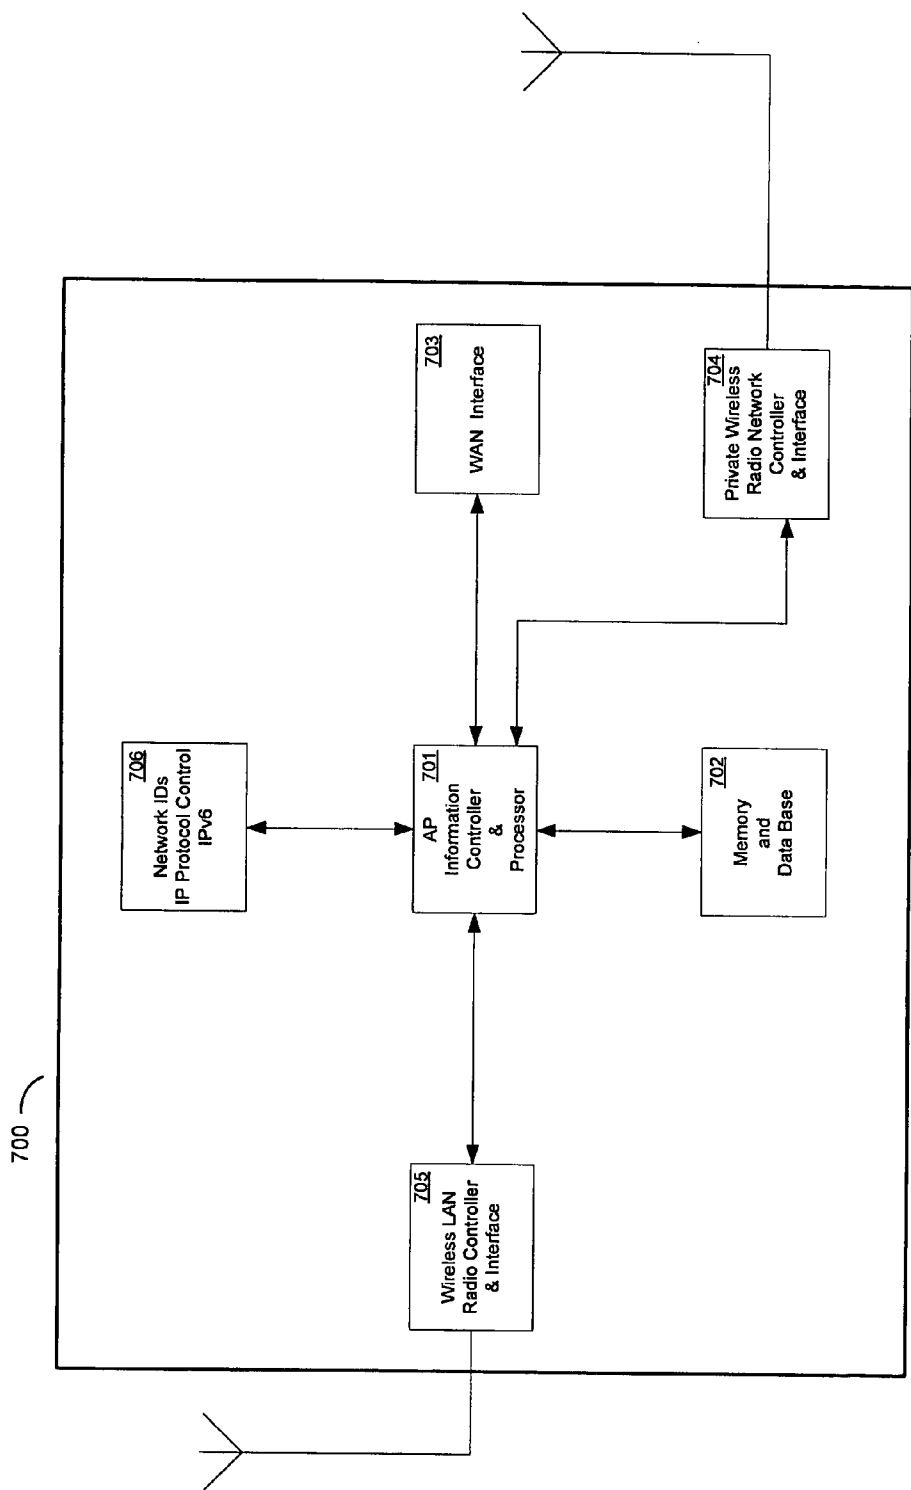 700
706
Network IDs
IP Protocol Control
IPv6
705
Wireless LAN
Radio Controller
& Interface
701
AP
Information
Controller
&
Processor
703
WAN Interface
702
Memory
and
Data Base
704
Private Wireless
Radio Network
Controller
& Interface